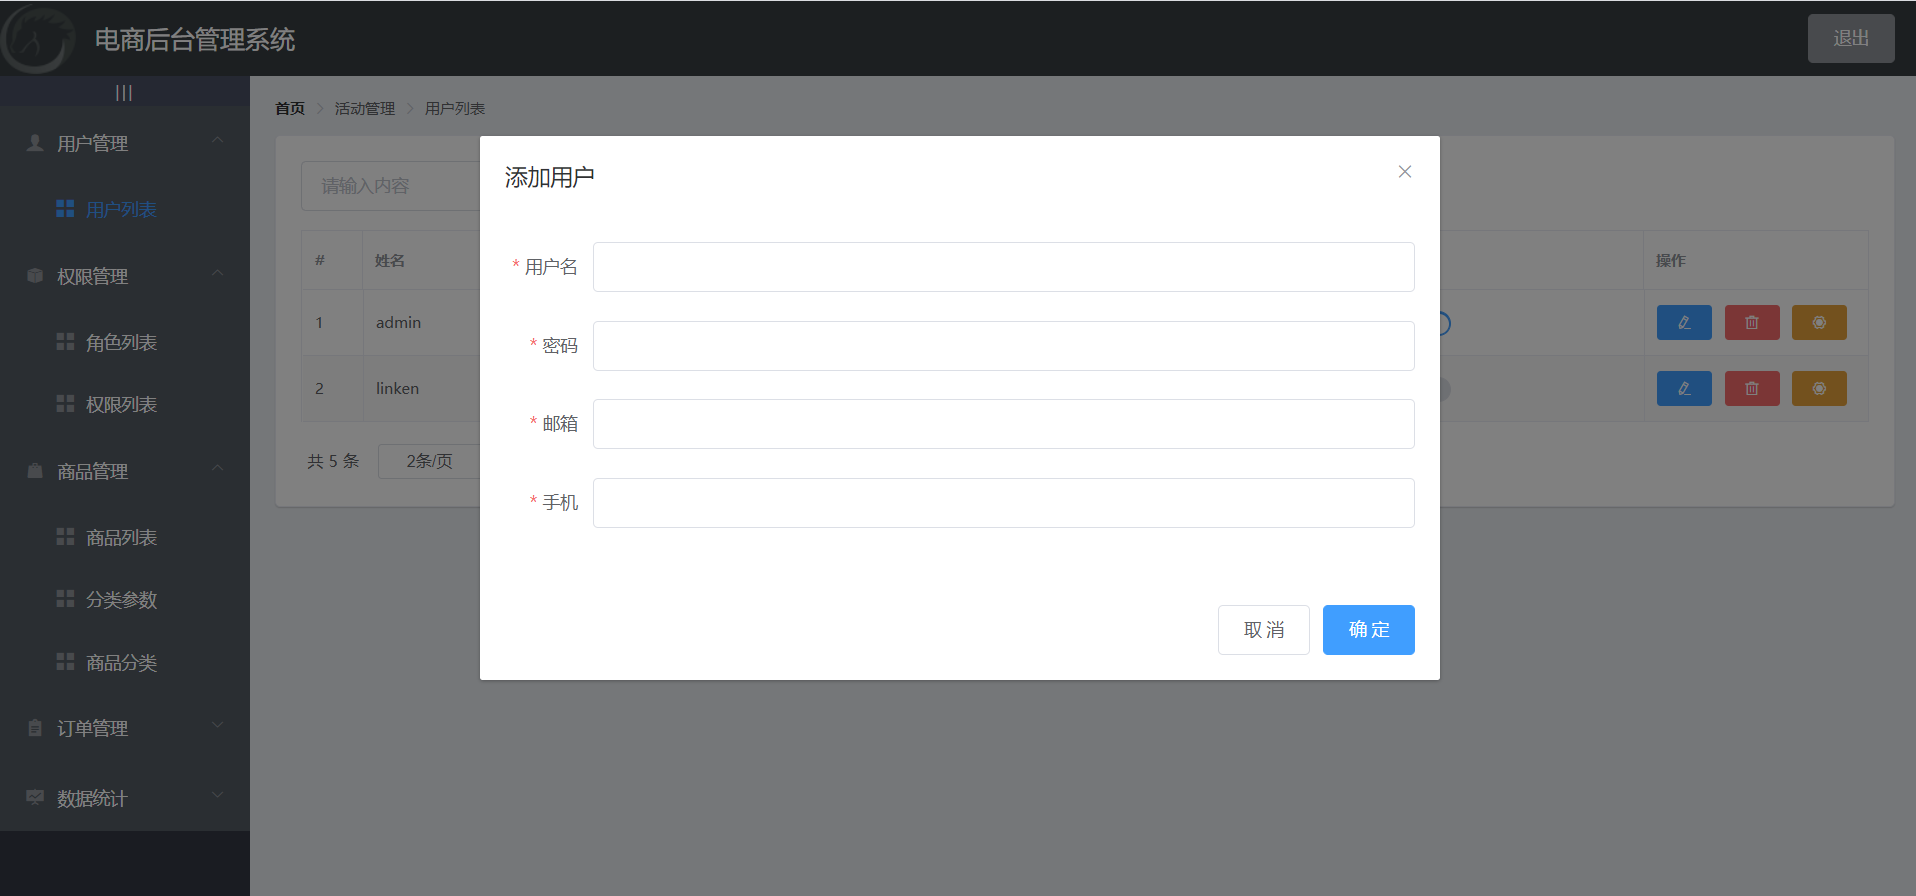 电商后台管理系统
退出
|||
首页 > 活动管理 > 用户列表
用户管理
用户列表
权限管理
角色列表
权限列表
商品管理
商品列表
分类参数
商品分类
订单管理
数据统计
请输入内容
# 姓名 操作
1 admin
2 linken
共 5 条 2条/页
添加用户
* 用户名
* 密码
* 邮箱
* 手机
取 消 确 定